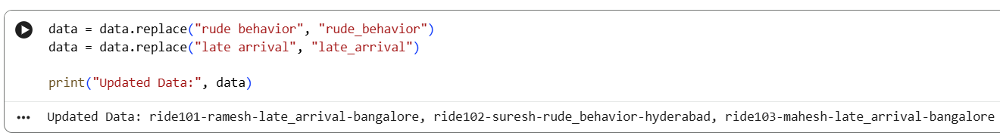 data = data.replace("rude behavior", "rude_behavior")
data = data.replace("late arrival", "late_arrival")
print("Updated Data:", data)
Updated Data: ride101-ramesh-late_arrival-bangalore, ride102-suresh-rude_behavior-hyderabad, ride103-mahesh-late_arrival-bangalore